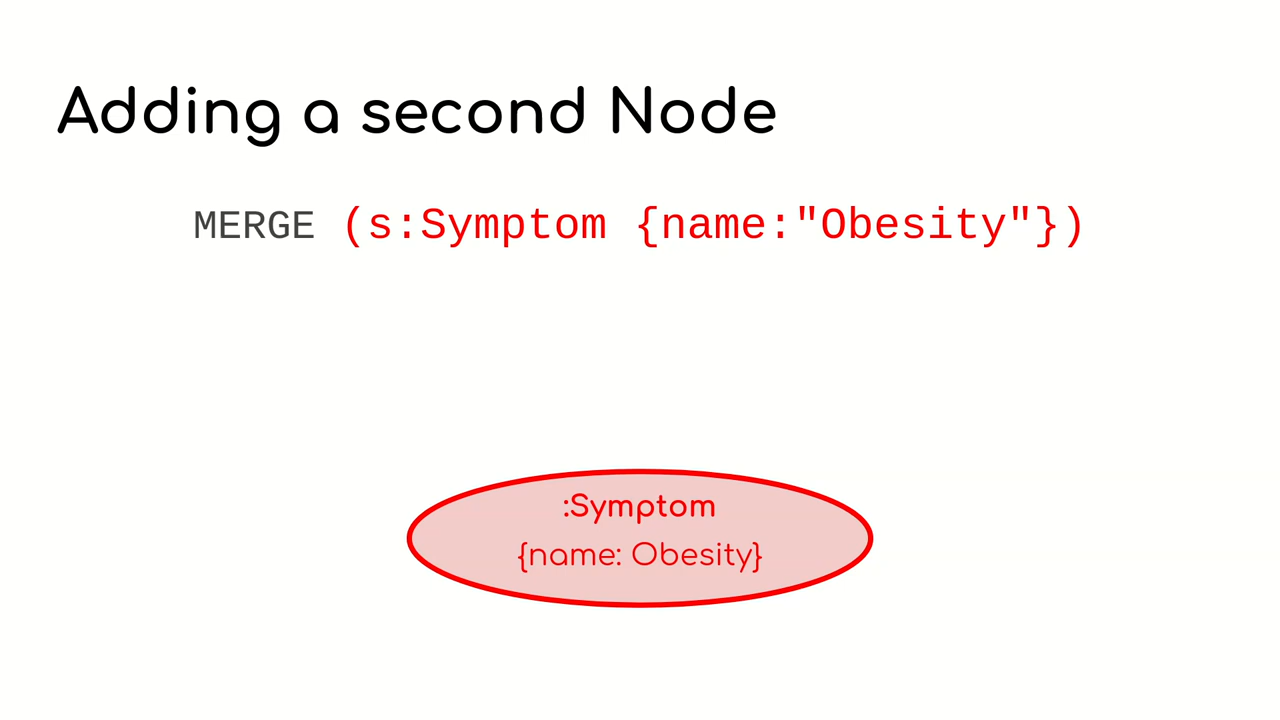 Adding a second Node
MERGE (s:Symptom {name:"Obesity"})
:Symptom
{name: Obesity}